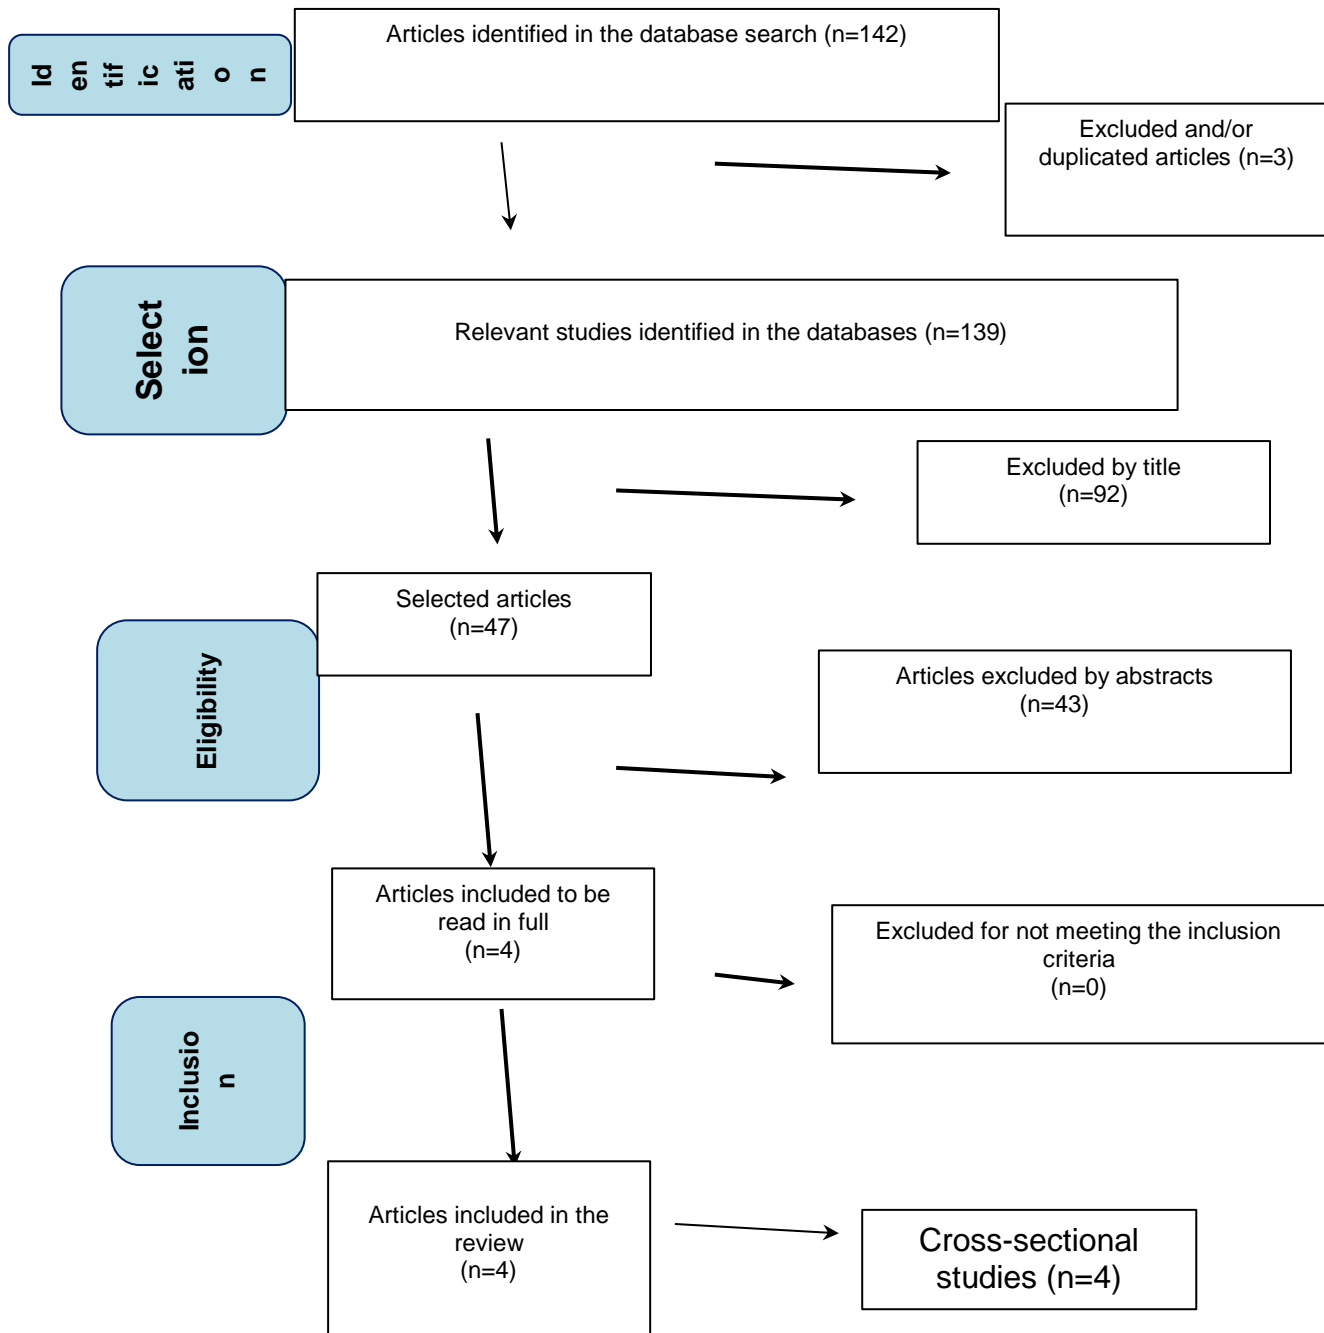 Id
en
tif
ic
ati
o
n
Articles identified in the database search (n=142)
Excluded and/or
duplicated articles (n=3)
Select
ion
Relevant studies identified in the databases (n=139)
Excluded by title
(n=92)
Selected articles
(n=47)
Eligibility
Articles excluded by abstracts
(n=43)
Articles included to be
read in full
(n=4)
Excluded for not meeting the inclusion
criteria
(n=0)
Inclusio
n
Articles included in the
review
(n=4)
Cross-sectional
studies (n=4)